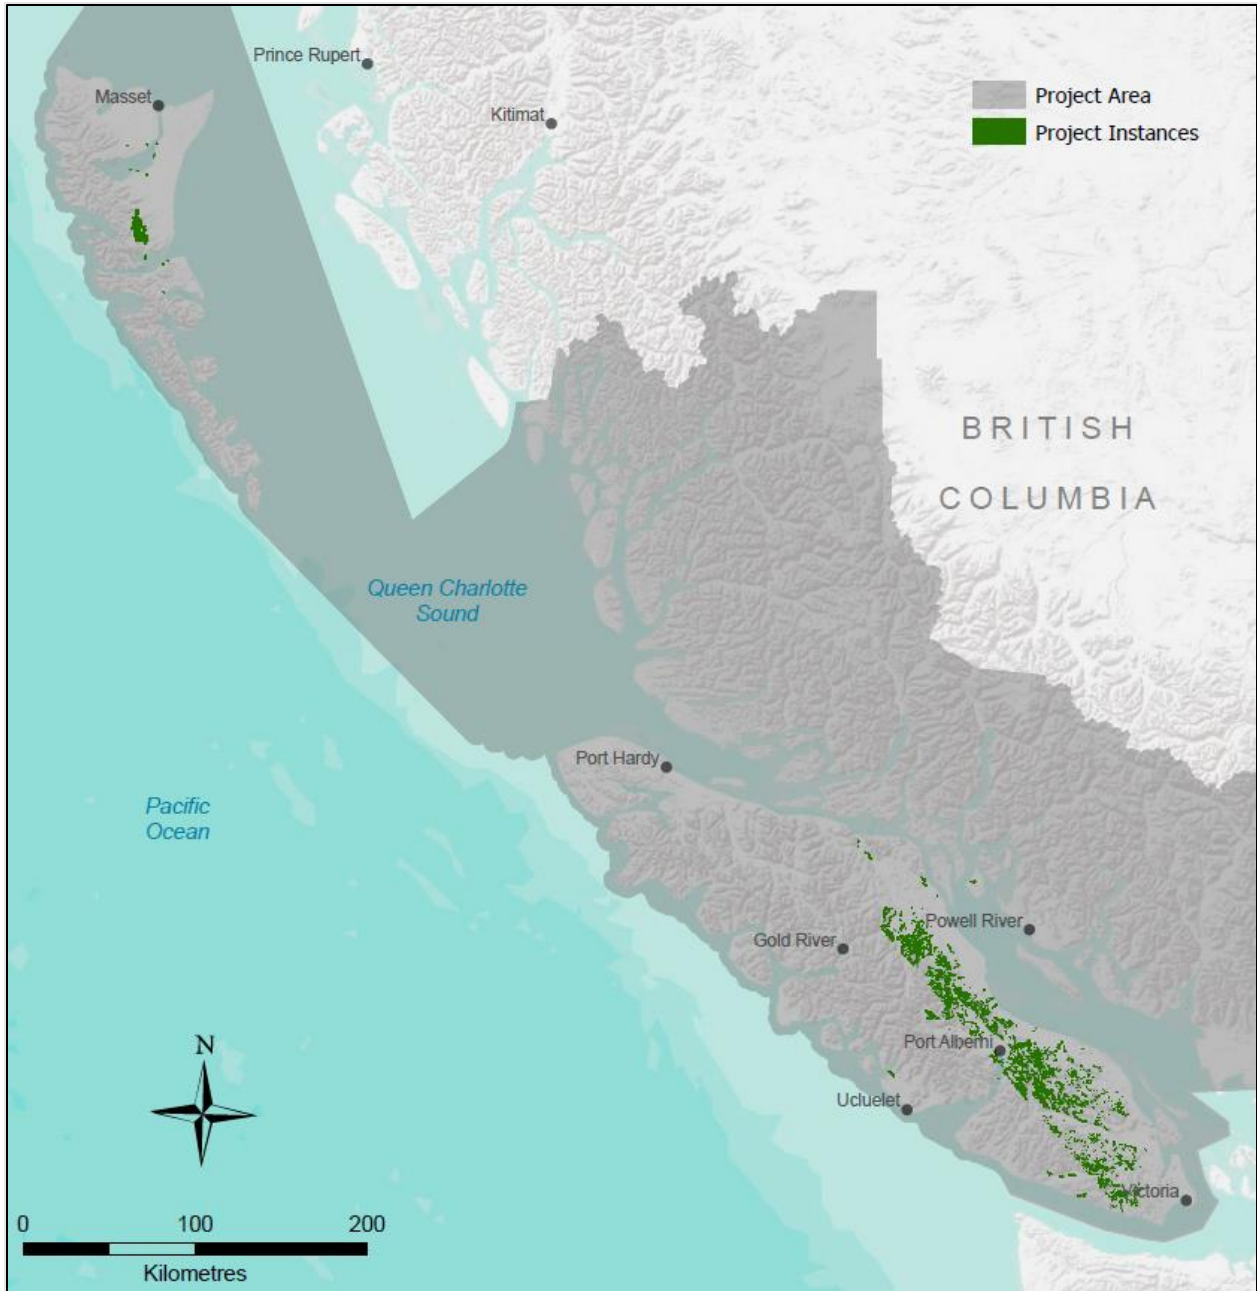 Prince Rupert
Masset
Kitimat
Project Area
Project Instances
BRITISH
COLUMBIA
Queen Charlotte
Sound
Port Hardy
Pacific
Ocean
Powell River
Gold River
Port Alberni
Ucluelet
Victoria
N
0 100 200
Kilometres